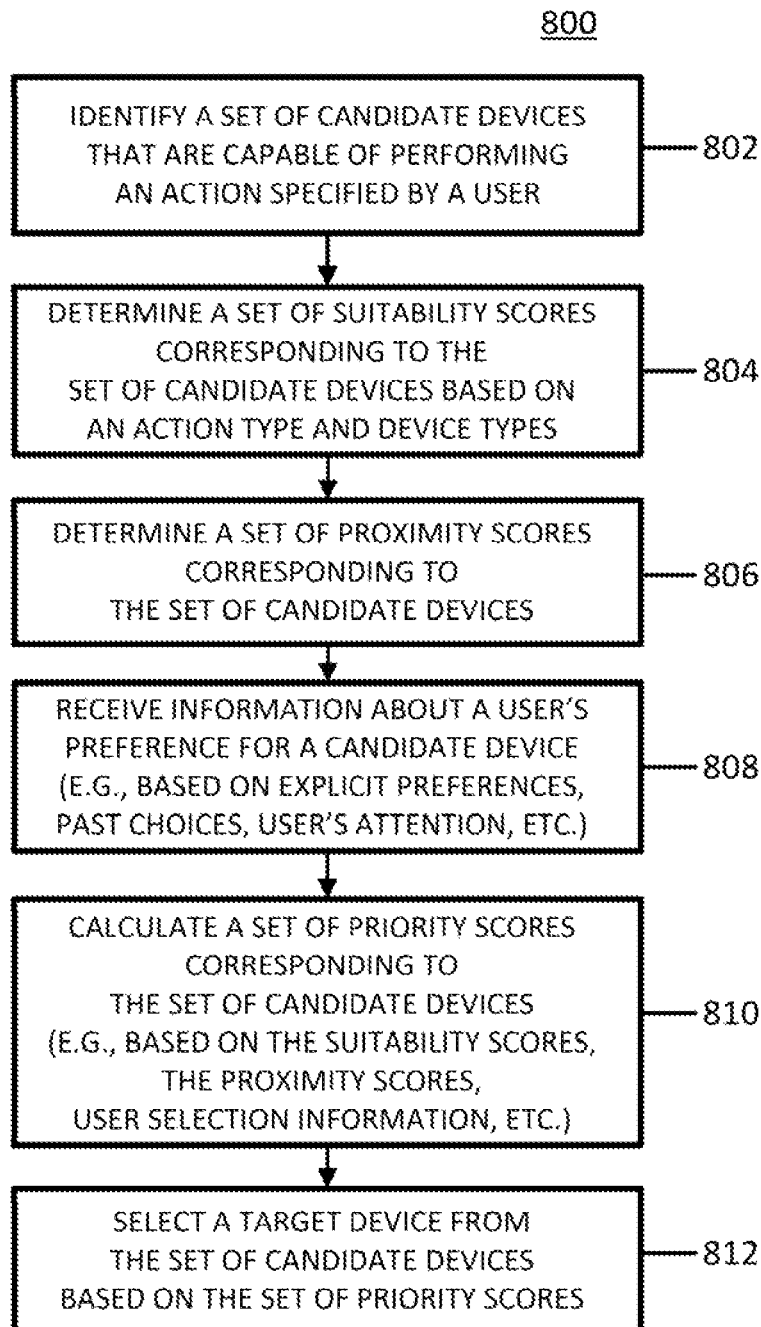 800
IDENTIFY A SET OF CANDIDATE DEVICES
THAT ARE CAPABLE OF PERFORMING
AN ACTION SPECIFIED BY A USER
802
DETERMINE A SET OF SUITABILITY SCORES
CORRESPONDING TO THE
SET OF CANDIDATE DEVICES BASED ON
AN ACTION TYPE AND DEVICE TYPES
804
DETERMINE A SET OF PROXIMITY SCORES
CORRESPONDING TO
THE SET OF CANDIDATE DEVICES
806
RECEIVE INFORMATION ABOUT A USER'S
PREFERENCE FOR A CANDIDATE DEVICE
(E.G., BASED ON EXPLICIT PREFERENCES,
PAST CHOICES, USER'S ATTENTION, ETC.)
808
CALCULATE A SET OF PRIORITY SCORES
CORRESPONDING TO
THE SET OF CANDIDATE DEVICES
(E.G., BASED ON THE SUITABILITY SCORES,
THE PROXIMITY SCORES,
USER SELECTION INFORMATION, ETC.)
810
SELECT A TARGET DEVICE FROM
THE SET OF CANDIDATE DEVICES
BASED ON THE SET OF PRIORITY SCORES
812